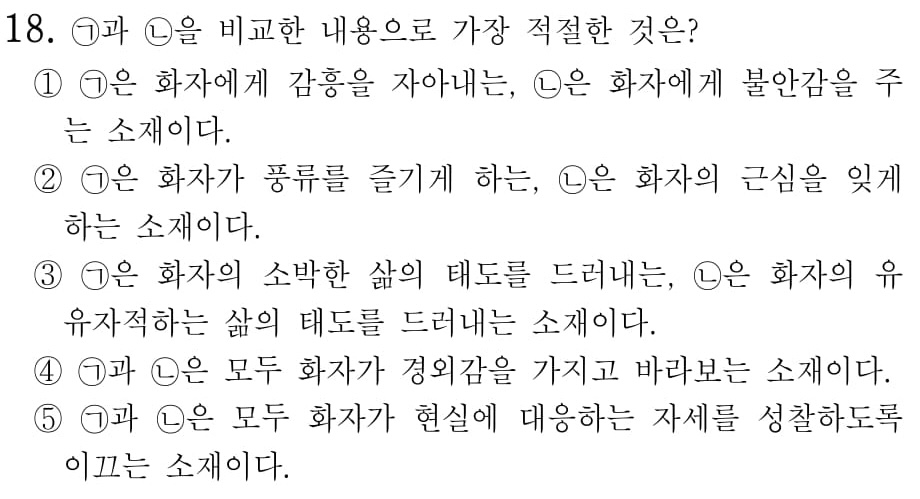 18. ㉠과 ㉡을 비교한 내용으로 가장 적절한 것은?
① ㉠은 화자에게 감흥을 자아내는, ㉡은 화자에게 불안감을 주
는 소재이다.
② ㉠은 화자가 풍류를 즐기게 하는, ㉡은 화자의 근심을 잊게
하는 소재이다.
③ ㉠은 화자의 소박한 삶의 태도를 드러내는, ㉡은 화자의 유
유자적하는 삶의 태도를 드러내는 소재이다.
④ ㉠과 ㉡은 모두 화자가 경외감을 가지고 바라보는 소재이다.
⑤ ㉠과 ㉡은 모두 화자가 현실에 대응하는 자세를 성찰하도록
이끄는 소재이다.